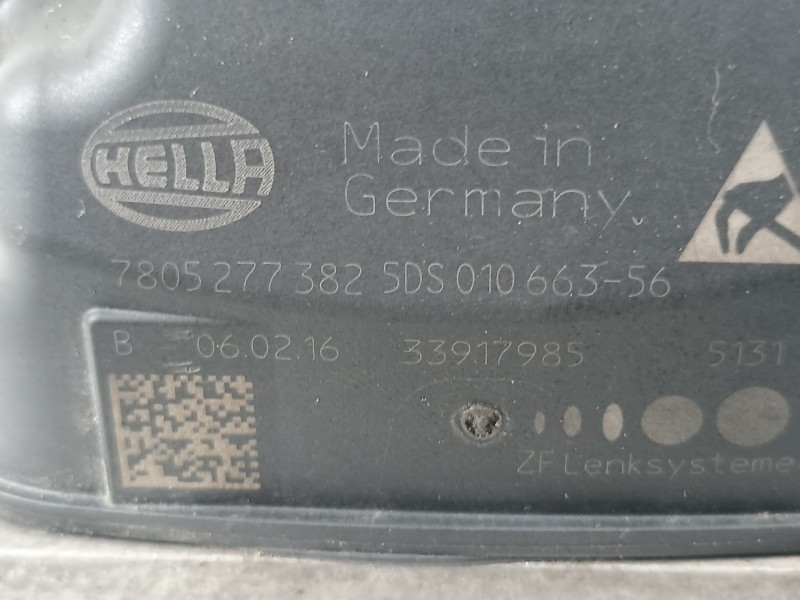 HELLA
Made in
Germany
7805 277 382 5DS 010 663-56
B 06.02.16 33917985 5131
ZF Lenksysteme